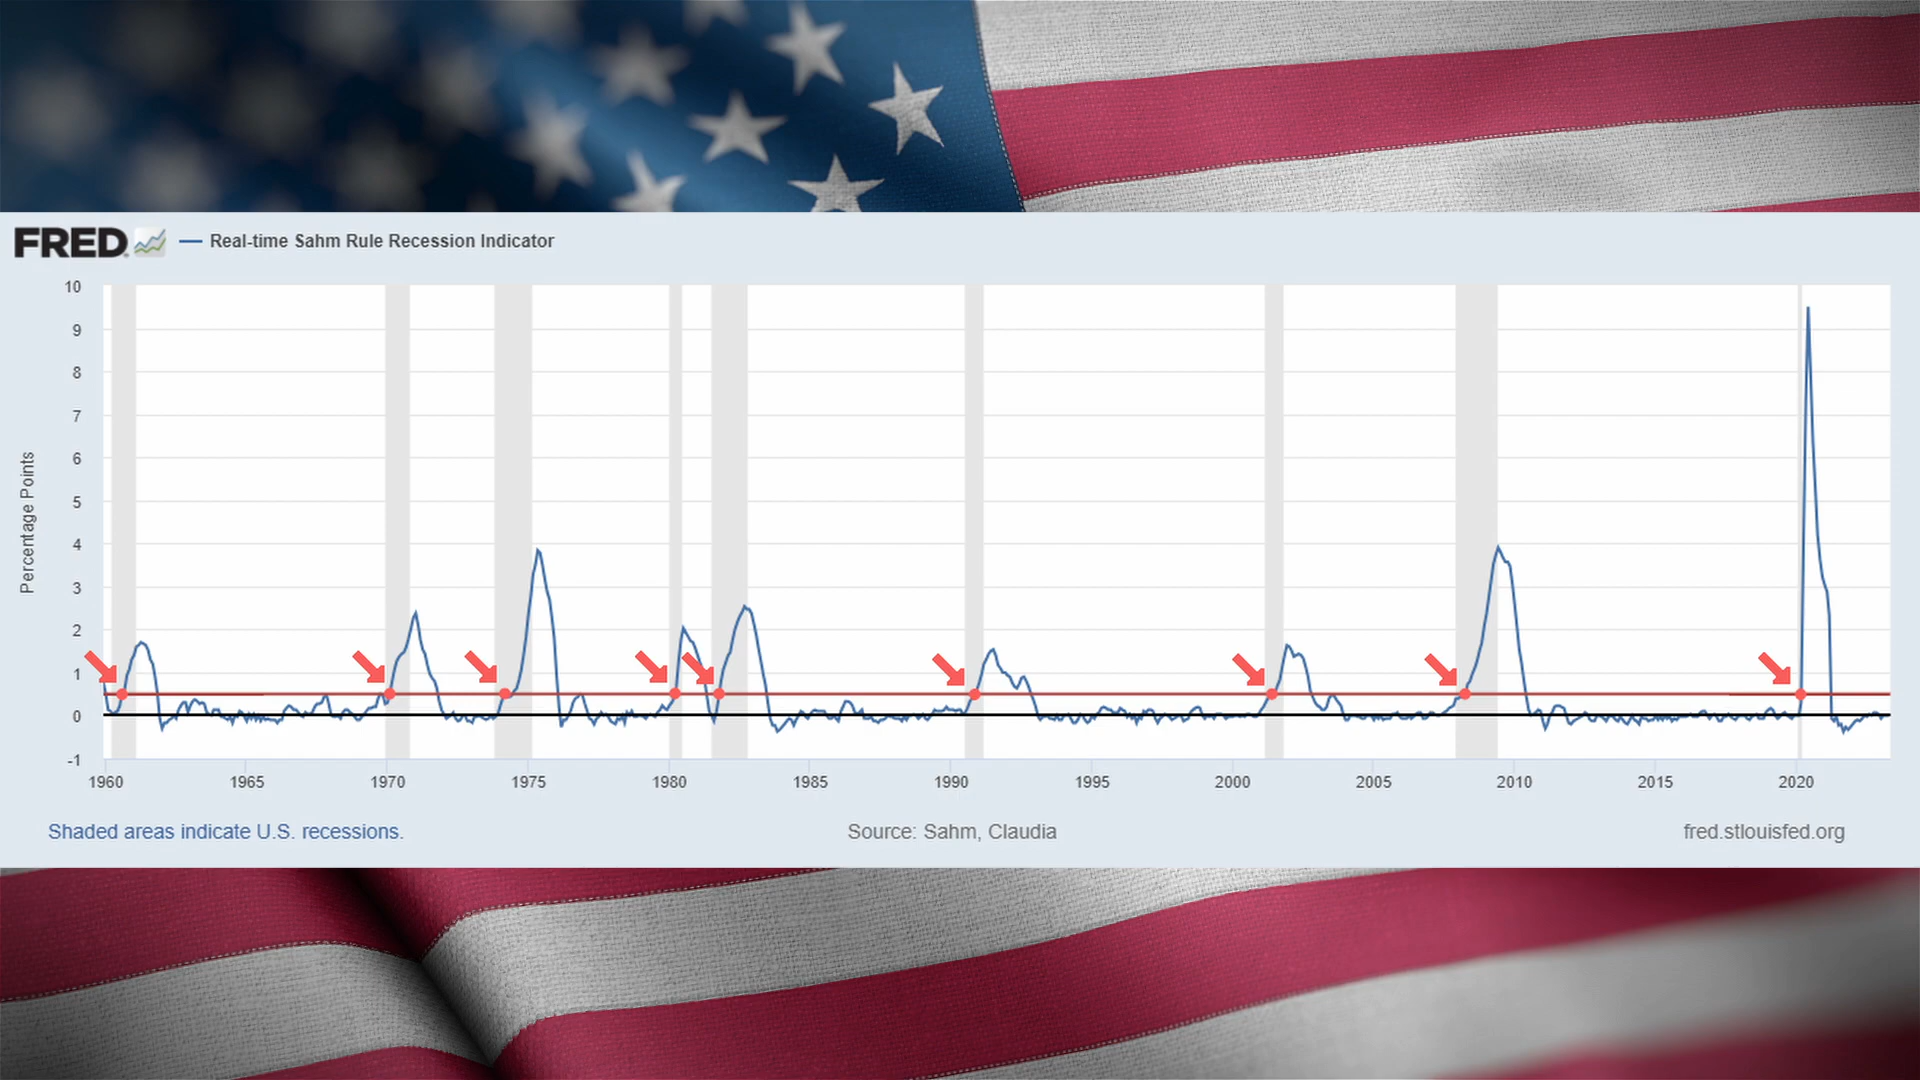 FRED
Real-time Sahm Rule Recession Indicator
Percentage Points
10
9
8
7
6
5
4
3
2
1
0
-1
1960 1965 1970 1975 1980 1985 1990 1995 2000 2005 2010 2015 2020
Shaded areas indicate U.S. recessions. Source: Sahm, Claudia fred.stlouisfed.org